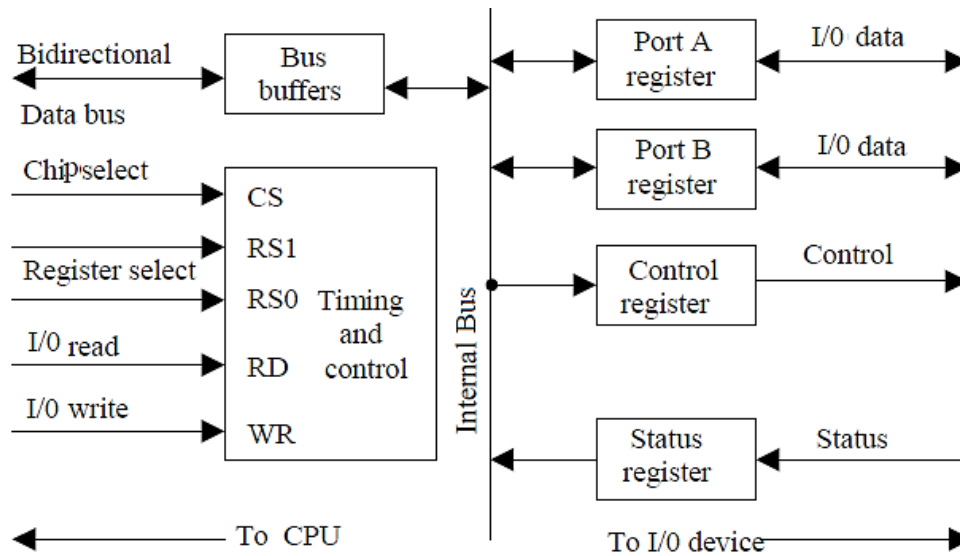 Bidirectional
Data bus
Bus
buffers
Chip select
Register select
I/0 read
I/0 write
CS
RS1
RS0
RD
WR
Timing
and
control
Internal Bus
Port A
register
I/0 data
Port B
register
I/0 data
Control
register
Control
Status
register
Status
To CPU
To I/0 device